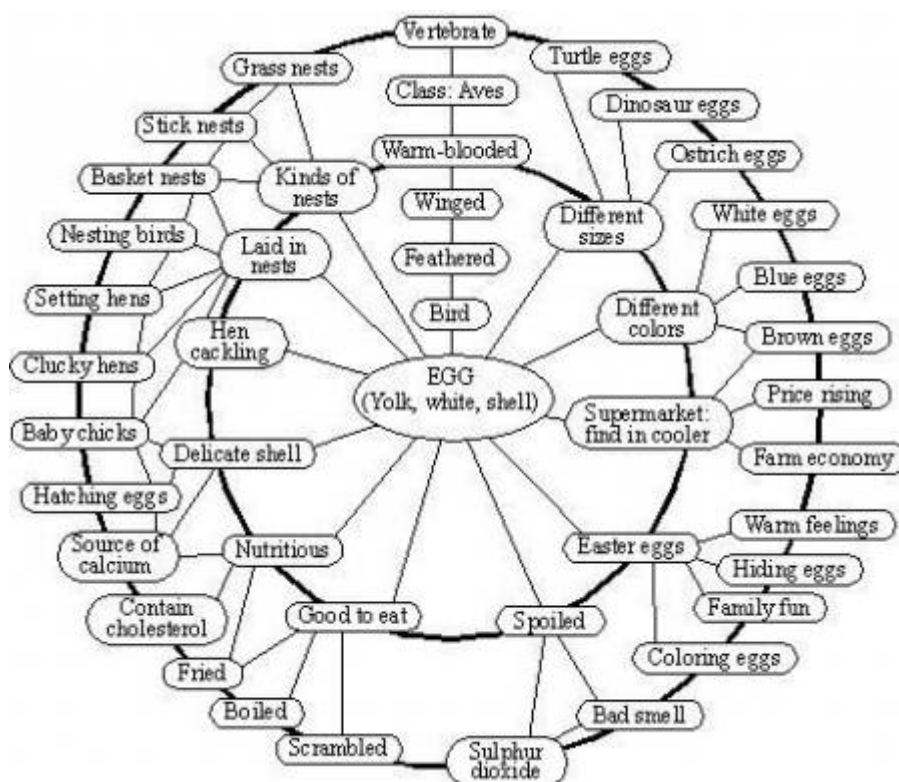 Vertebrate
Grass nests
Turtle eggs
Class: Aves
Dinosaur eggs
Stick nests
Warm-blooded
Ostrich eggs
Basket nests
Kinds of
nests
Winged
Different
sizes
White eggs
Nesting birds
Laid in
nests
Feathered
Blue eggs
Setting hens
Different
colors
Bird
Hen
cackling
Brown eggs
Clucky hens
EGG
(Yolk, white, shell)
Price rising
Supermarket:
find in cooler
Baby chicks
Delicate shell
Farm economy
Hatching eggs
Warm feelings
Source of
calcium
Nutritious
Easter eggs
Hiding eggs
Contain
cholesterol
Good to eat
Spoiled
Family fun
Coloring eggs
Fried
Boiled
Bad smell
Scrambled
Sulphur
dioxide